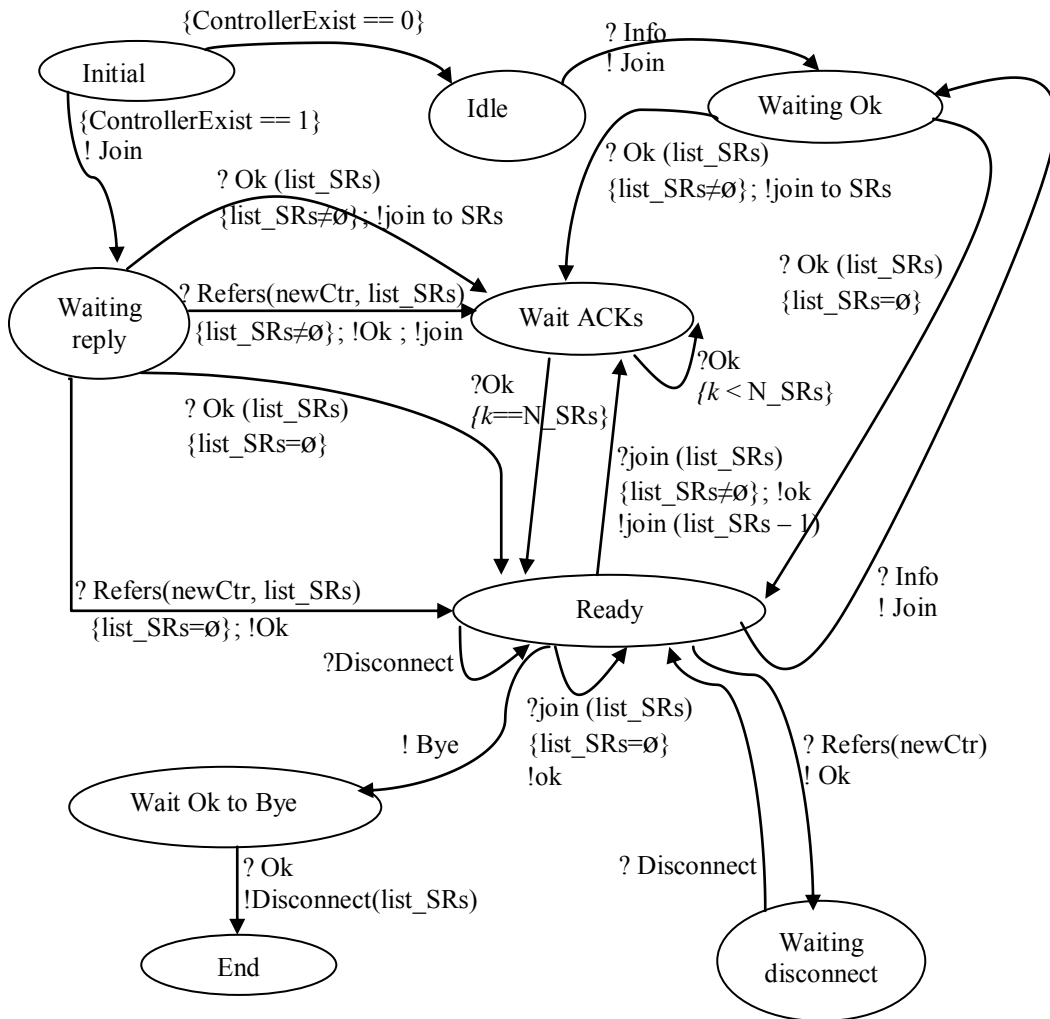 {ControllerExist == 0}
? Info
! Join
Initial
Idle
Waiting Ok
{ControllerExist == 1}
! Join
? Ok (list_SRs)
{list_SRs≠ø}; !join to SRs
? Ok (list_SRs)
{list_SRs≠ø}; !join to SRs
? Ok (list_SRs)
{list_SRs=ø}
Waiting
reply
? Refers(newCtr, list_SRs)
{list_SRs≠ø}; !Ok ; !join
Wait ACKs
?Ok
{k < N_SRs}
?Ok
{k==N_SRs}
? Ok (list_SRs)
{list_SRs=ø}
?join (list_SRs)
{list_SRs≠ø}; !ok
!join (list_SRs – 1)
? Refers(newCtr, list_SRs)
{list_SRs=ø}; !Ok
Ready
? Info
! Join
?Disconnect
?join (list_SRs)
{list_SRs=ø}
!ok
! Bye
? Refers(newCtr)
! Ok
Wait Ok to Bye
? Ok
!Disconnect(list_SRs)
? Disconnect
End
Waiting
disconnect